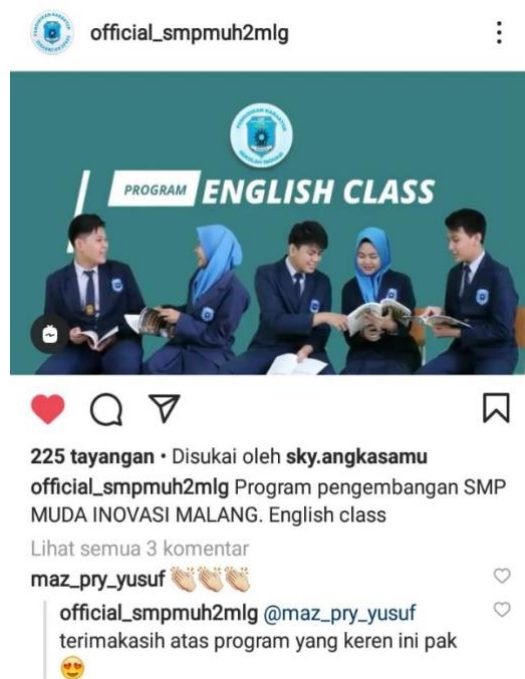 official_smpmuh2mlg
PROGRAM ENGLISH CLASS
225 tayangan • Disukai oleh sky.angkasamu
official_smpmuh2mlg Program pengembangan SMP
MUDA INOVASI MALANG. English class
Lihat semua 3 komentar
maz_pry_yusuf 👏🏻👏🏻👏🏻
official_smpmuh2mlg @maz_pry_yusuf
terimakasih atas program yang keren ini pak
😍